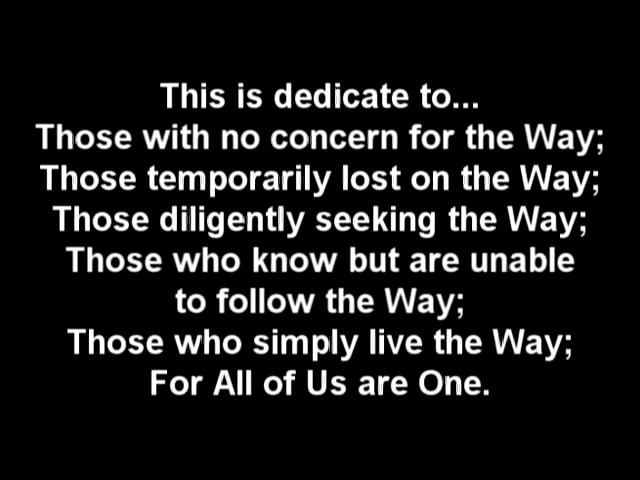 This is dedicate to...
Those with no concern for the Way;
Those temporarily lost on the Way;
Those diligently seeking the Way;
Those who know but are unable
to follow the Way;
Those who simply live the Way;
For All of Us are One.